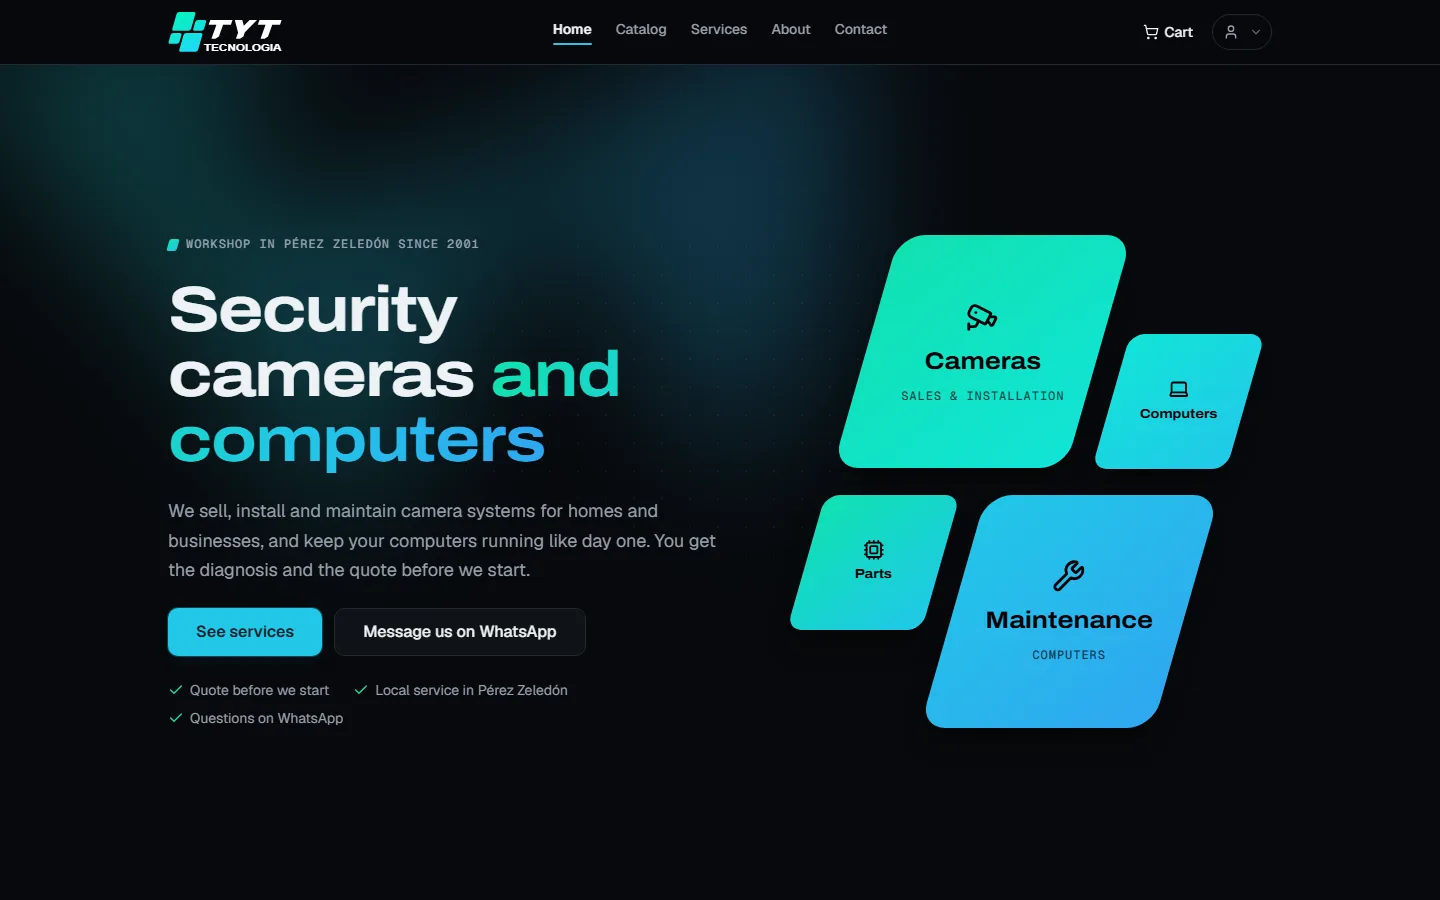 TYT
TECNOLOGIA
Home
Catalog
Services
About
Contact
Cart
WORKSHOP IN PÉREZ ZELEDÓN SINCE 2001
Security
cameras and
computers
We sell, install and maintain camera systems for homes and
businesses, and keep your computers running like day one. You get
the diagnosis and the quote before we start.
See services
Message us on WhatsApp
Quote before we start
Local service in Pérez Zeledón
Questions on WhatsApp
Cameras
SALES & INSTALLATION
Computers
Parts
Maintenance
COMPUTERS